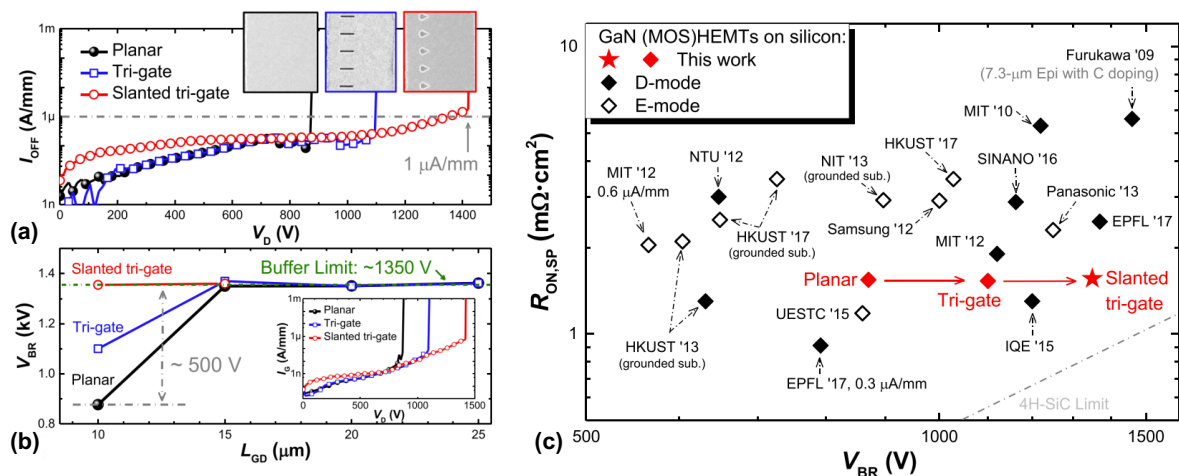 1m
Planar
Tri-gate
Slanted tri-gate
1μ
1n
I_OFF (A/mm)
1 μA/mm
0 200 400 600 800 1000 1200 1400
V_D (V)
(a)
Slanted tri-gate
Buffer Limit: ~1350 V
1.4
1.2
1.0
0.8
V_BR (kV)
Tri-gate
Planar
~ 500 V
1m
1μ
1n
I_G (A/mm)
Planar
Tri-gate
Slanted tri-gate
0 500 1000 1500
V_D (V)
10 15 20 25
L_GD (μm)
(b)
10
1
R_ON,SP (mΩ·cm²)
GaN (MOS)HEMTs on silicon:
This work
D-mode
E-mode
Furukawa '09
(7.3-μm Epi with C doping)
MIT '10
HKUST '17
NIT '13
(grounded sub.)
NTU '12
MIT '12
0.6 μA/mm
SINANO '16
Panasonic '13
EPFL '17
Samsung '12
HKUST '17
(grounded sub.)
MIT '12
Planar
Tri-gate
Slanted
tri-gate
UESTC '15
IQE '15
HKUST '13
(grounded sub.)
EPFL '17, 0.3 μA/mm
4H-SiC Limit
500 1000 1500
V_BR (V)
(c)